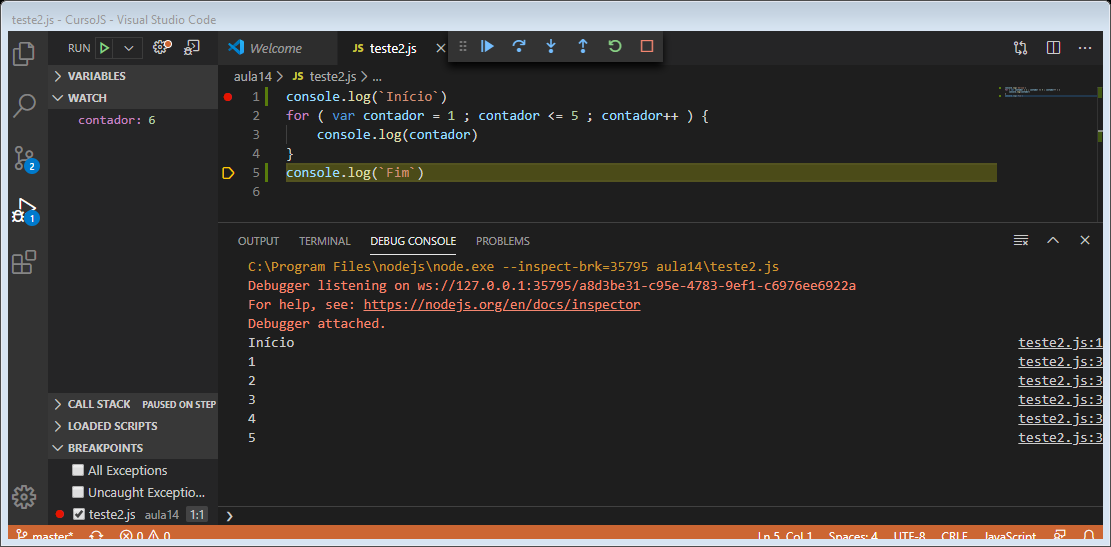 teste2.js - CursoJS - Visual Studio Code
RUN
Welcome
JS teste2.js
VARIABLES
WATCH
contador: 6
aula14 > JS teste2.js > ...
1 console.log(`Início`)
2 for ( var contador = 1 ; contador <= 5 ; contador++ ) {
3 console.log(contador)
4 }
5 console.log(`Fim`)
6
2
1
OUTPUT TERMINAL DEBUG CONSOLE PROBLEMS
C:\Program Files\nodejs\node.exe --inspect-brk=35795 aula14\teste2.js
Debugger listening on ws://127.0.0.1:35795/a8d3be31-c95e-4783-9ef1-c6976ee6922a
For help, see: https://nodejs.org/en/docs/inspector
Debugger attached.
Início teste2.js:1
1 teste2.js:3
2 teste2.js:3
3 teste2.js:3
4 teste2.js:3
5 teste2.js:3
CALL STACK PAUSED ON STEP
LOADED SCRIPTS
BREAKPOINTS
All Exceptions
Uncaught Exceptio...
teste2.js aula14 1:1
master* 0 0 Ln 5, Col 1 Spaces: 4 UTF-8 CRLF JavaScript